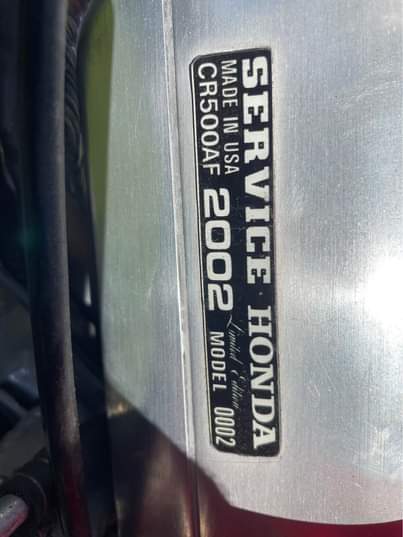 SERVICE HONDA
MADE IN USA
Limited Edition
CR500AF 2002 MODEL 0002